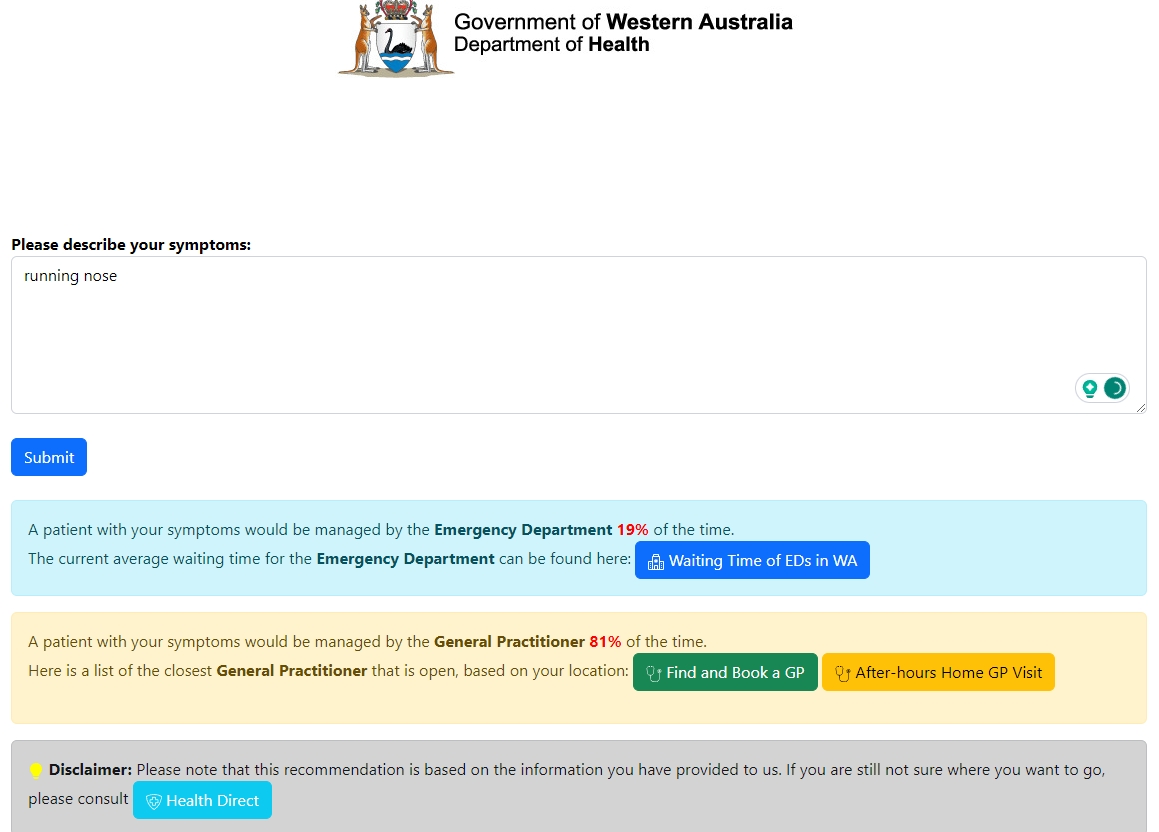 Government of Western Australia
Department of Health
Please describe your symptoms:
running nose
Submit
A patient with your symptoms would be managed by the Emergency Department 19% of the time.
The current average waiting time for the Emergency Department can be found here: Waiting Time of EDs in WA
A patient with your symptoms would be managed by the General Practitioner 81% of the time.
Here is a list of the closest General Practitioner that is open, based on your location: Find and Book a GP After-hours Home GP Visit
Disclaimer: Please note that this recommendation is based on the information you have provided to us. If you are still not sure where you want to go,
please consult Health Direct